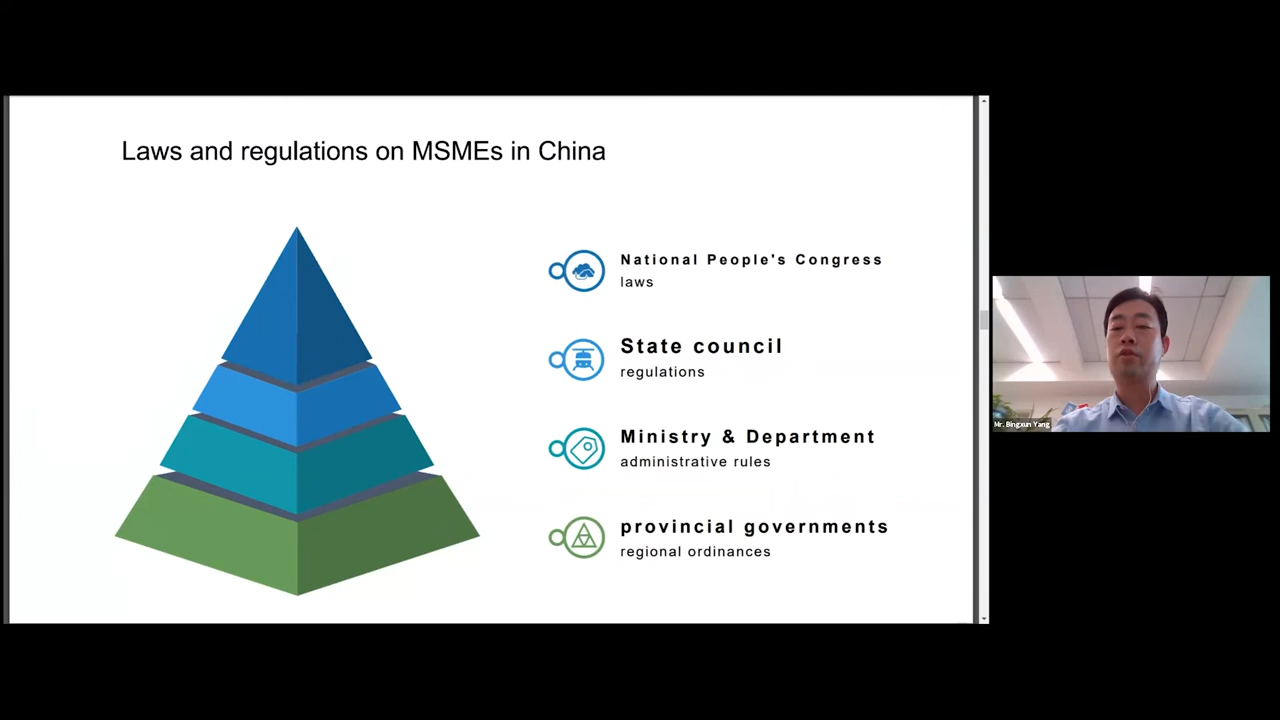 Laws and regulations on MSMEs in China
National People's Congress
laws
State council
regulations
Ministry & Department
administrative rules
provincial governments
regional ordinances
Mr. Bingxun Yang